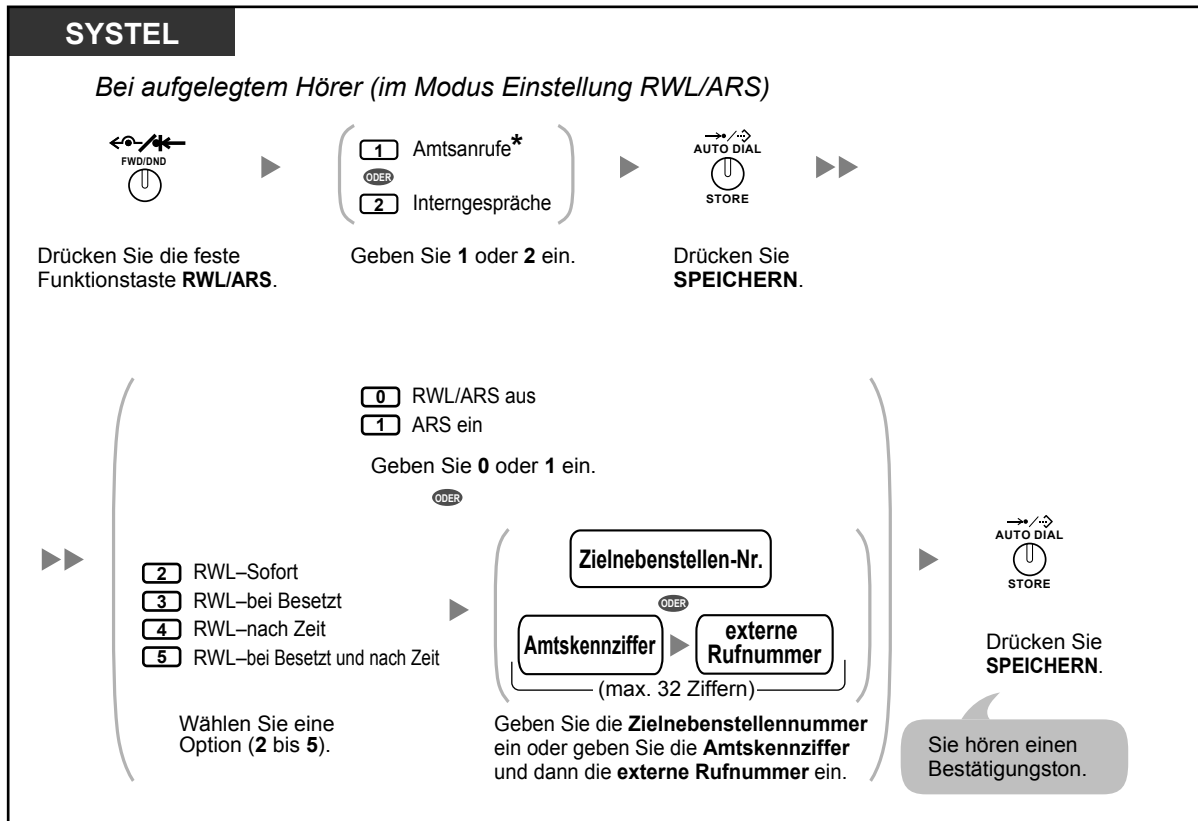 SYSTEL
Bei aufgelegtem Hörer (im Modus Einstellung RWL/ARS)
FWD/DND
Drücken Sie die feste
Funktionstaste RWL/ARS.
1 Amtsanrufe*
ODER
2 Interngespräche
Geben Sie 1 oder 2 ein.
AUTO DIAL
STORE
Drücken Sie
SPEICHERN.
0 RWL/ARS aus
1 ARS ein
Geben Sie 0 oder 1 ein.
ODER
2 RWL–Sofort
3 RWL–bei Besetzt
4 RWL–nach Zeit
5 RWL–bei Besetzt und nach Zeit
Wählen Sie eine
Option (2 bis 5).
Zielnebenstellen-Nr.
ODER
Amtskennziffer
externe
Rufnummer
(max. 32 Ziffern)
Geben Sie die Zielnebenstellennummer
ein oder geben Sie die Amtskennziffer
und dann die externe Rufnummer ein.
AUTO DIAL
STORE
Drücken Sie
SPEICHERN.
Sie hören einen
Bestätigungston.